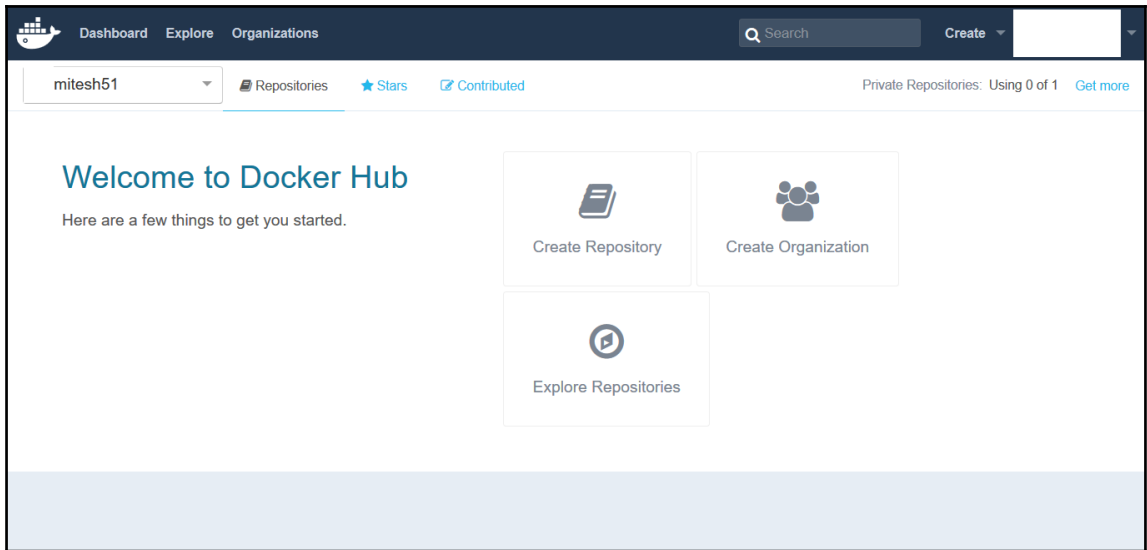 Dashboard Explore Organizations Search Create
mitesh51 Repositories Stars Contributed Private Repositories: Using 0 of 1 Get more
Welcome to Docker Hub
Here are a few things to get you started.
Create Repository Create Organization
Explore Repositories